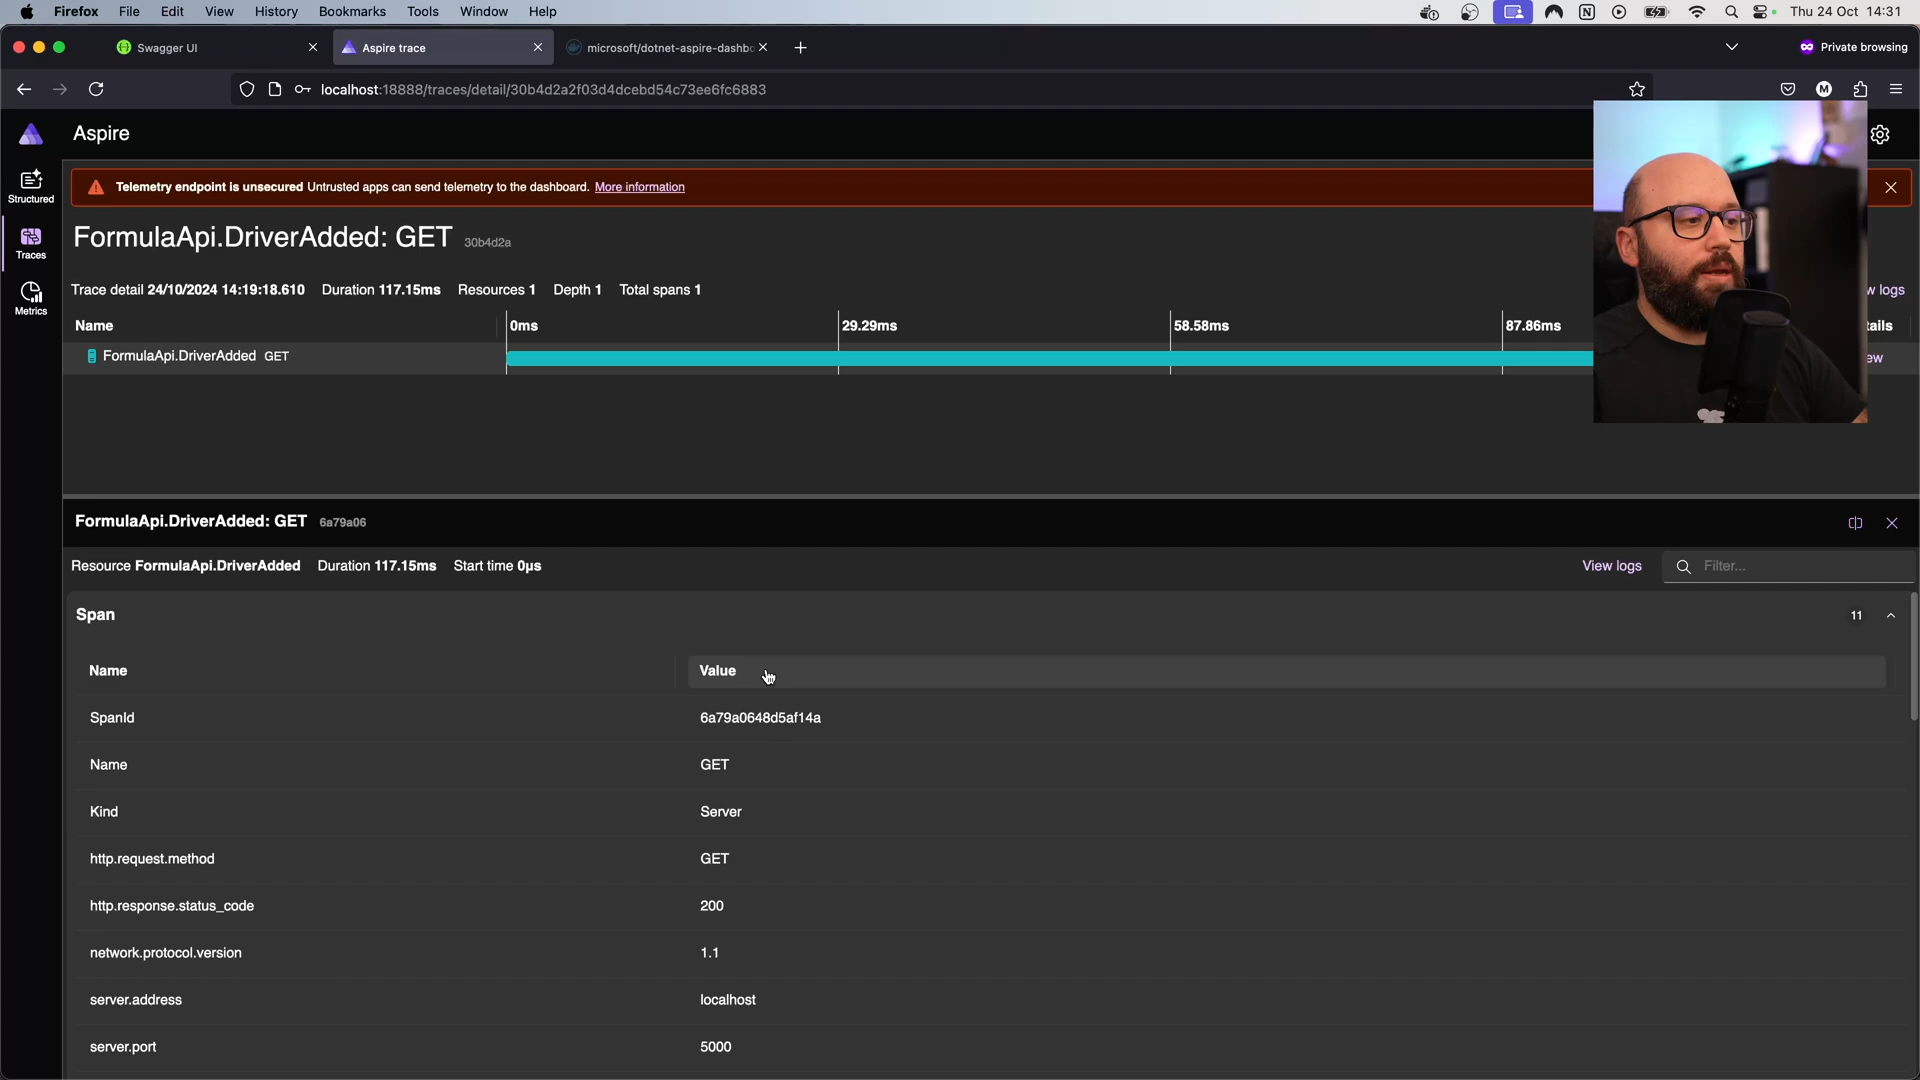 Firefox File Edit View History Bookmarks Tools Window Help Thu 24 Oct 14:31
Swagger UI Aspire trace microsoft/dotnet-aspire-dashbo Private browsing
localhost:18888/traces/detail/30b4d2a2f03d4dcebd54c73ee6fc6883
Aspire
Telemetry endpoint is unsecured Untrusted apps can send telemetry to the dashboard. More information
Structured
Traces
Metrics
FormulaApi.DriverAdded: GET 30b4d2a
Trace detail 24/10/2024 14:19:18.610 Duration 117.15ms Resources 1 Depth 1 Total spans 1 w logs
Name 0ms 29.29ms 58.58ms 87.86ms ails
FormulaApi.DriverAdded GET ew
FormulaApi.DriverAdded: GET 6a79a06
Resource FormulaApi.DriverAdded Duration 117.15ms Start time 0μs View logs Filter...
Span 11
Name Value
SpanId 6a79a0648d5af14a
Name GET
Kind Server
http.request.method GET
http.response.status_code 200
network.protocol.version 1.1
server.address localhost
server.port 5000